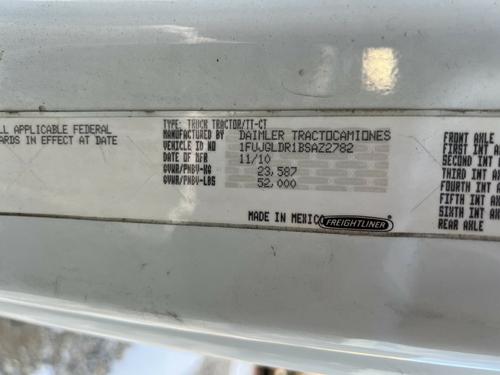 LL APPLICABLE FEDERAL
ARDS IN EFFECT AT DATE
TYPE: TRUCK TRACTOR/TT-CT
MANUFACTURED BY DAIMLER TRACTOCAMIONES
VEHICLE ID NO 1FUJGLDR1BSAZ2782
DATE OF MFR 11/10
GVWR/PNBV-KG 23,587
GVWR/PNBV-LBS 52,000
MADE IN MEXICO
FREIGHTLINER
FRONT AXLE
FIRST INT A
SECOND INT
THIRD INT
FOURTH INT
FIFTH INT AX
SIXTH INT AX
REAR AXLE